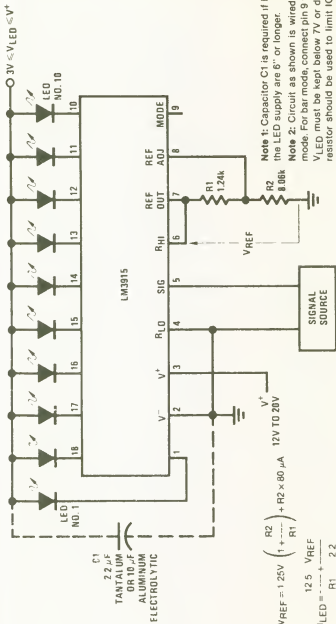 3V ≤ VLED ≤ V+
LED
NO. 10
10
11
12
13
14
15
16
17
18
LED
NO. 1
MODE
9
REF
ADJ
8
REF
OUT
7
RHI
6
SIG
5
RLO
4
V+
3
V−
2
1
LM3915
C1
2.2 µF
TANTALUM
OR 10 µF
ALUMINUM
ELECTROLYTIC
R1
1.24k
R2
8.06k
VREF
SIGNAL
SOURCE
V+
12V TO 20V
VREF = 1 25V ( 1 + R2 / R1 ) + R2 × 80 µA
ILED = 12 5 / R1 + VREF / 2.2
Note 1: Capacitor C1 is required if
the LED supply are 6" or longer.
Note 2: Circuit as shown is wired
mode. For bar mode, connect pin 9
VLED must be kept below 7V or
resistor should be used to limit